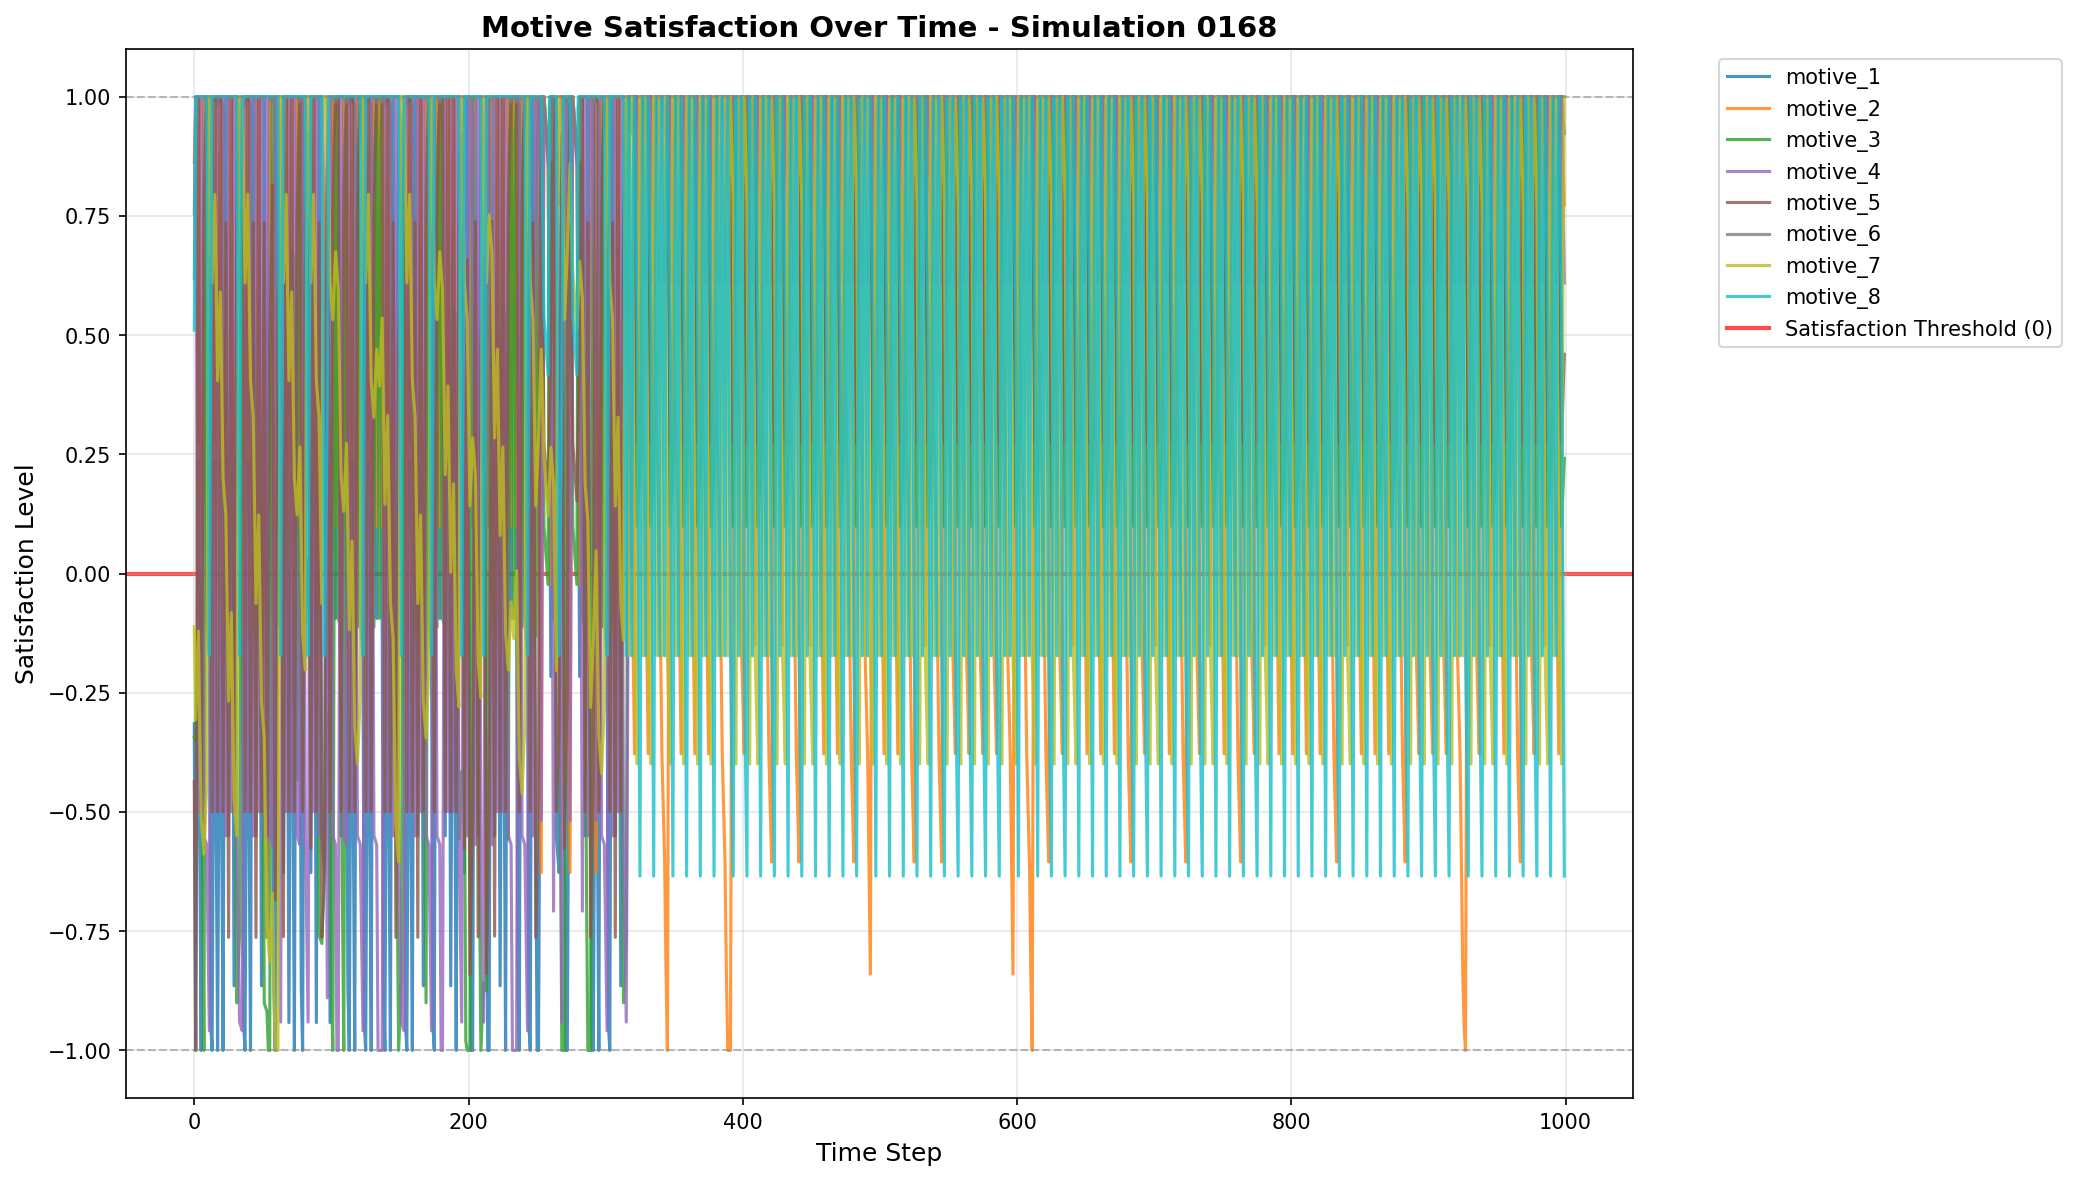 Motive Satisfaction Over Time - Simulation 0168
Satisfaction Level
1.00
0.75
0.50
0.25
0.00
−0.25
−0.50
−0.75
−1.00
0
200
400
600
800
1000
Time Step
motive_1
motive_2
motive_3
motive_4
motive_5
motive_6
motive_7
motive_8
Satisfaction Threshold (0)